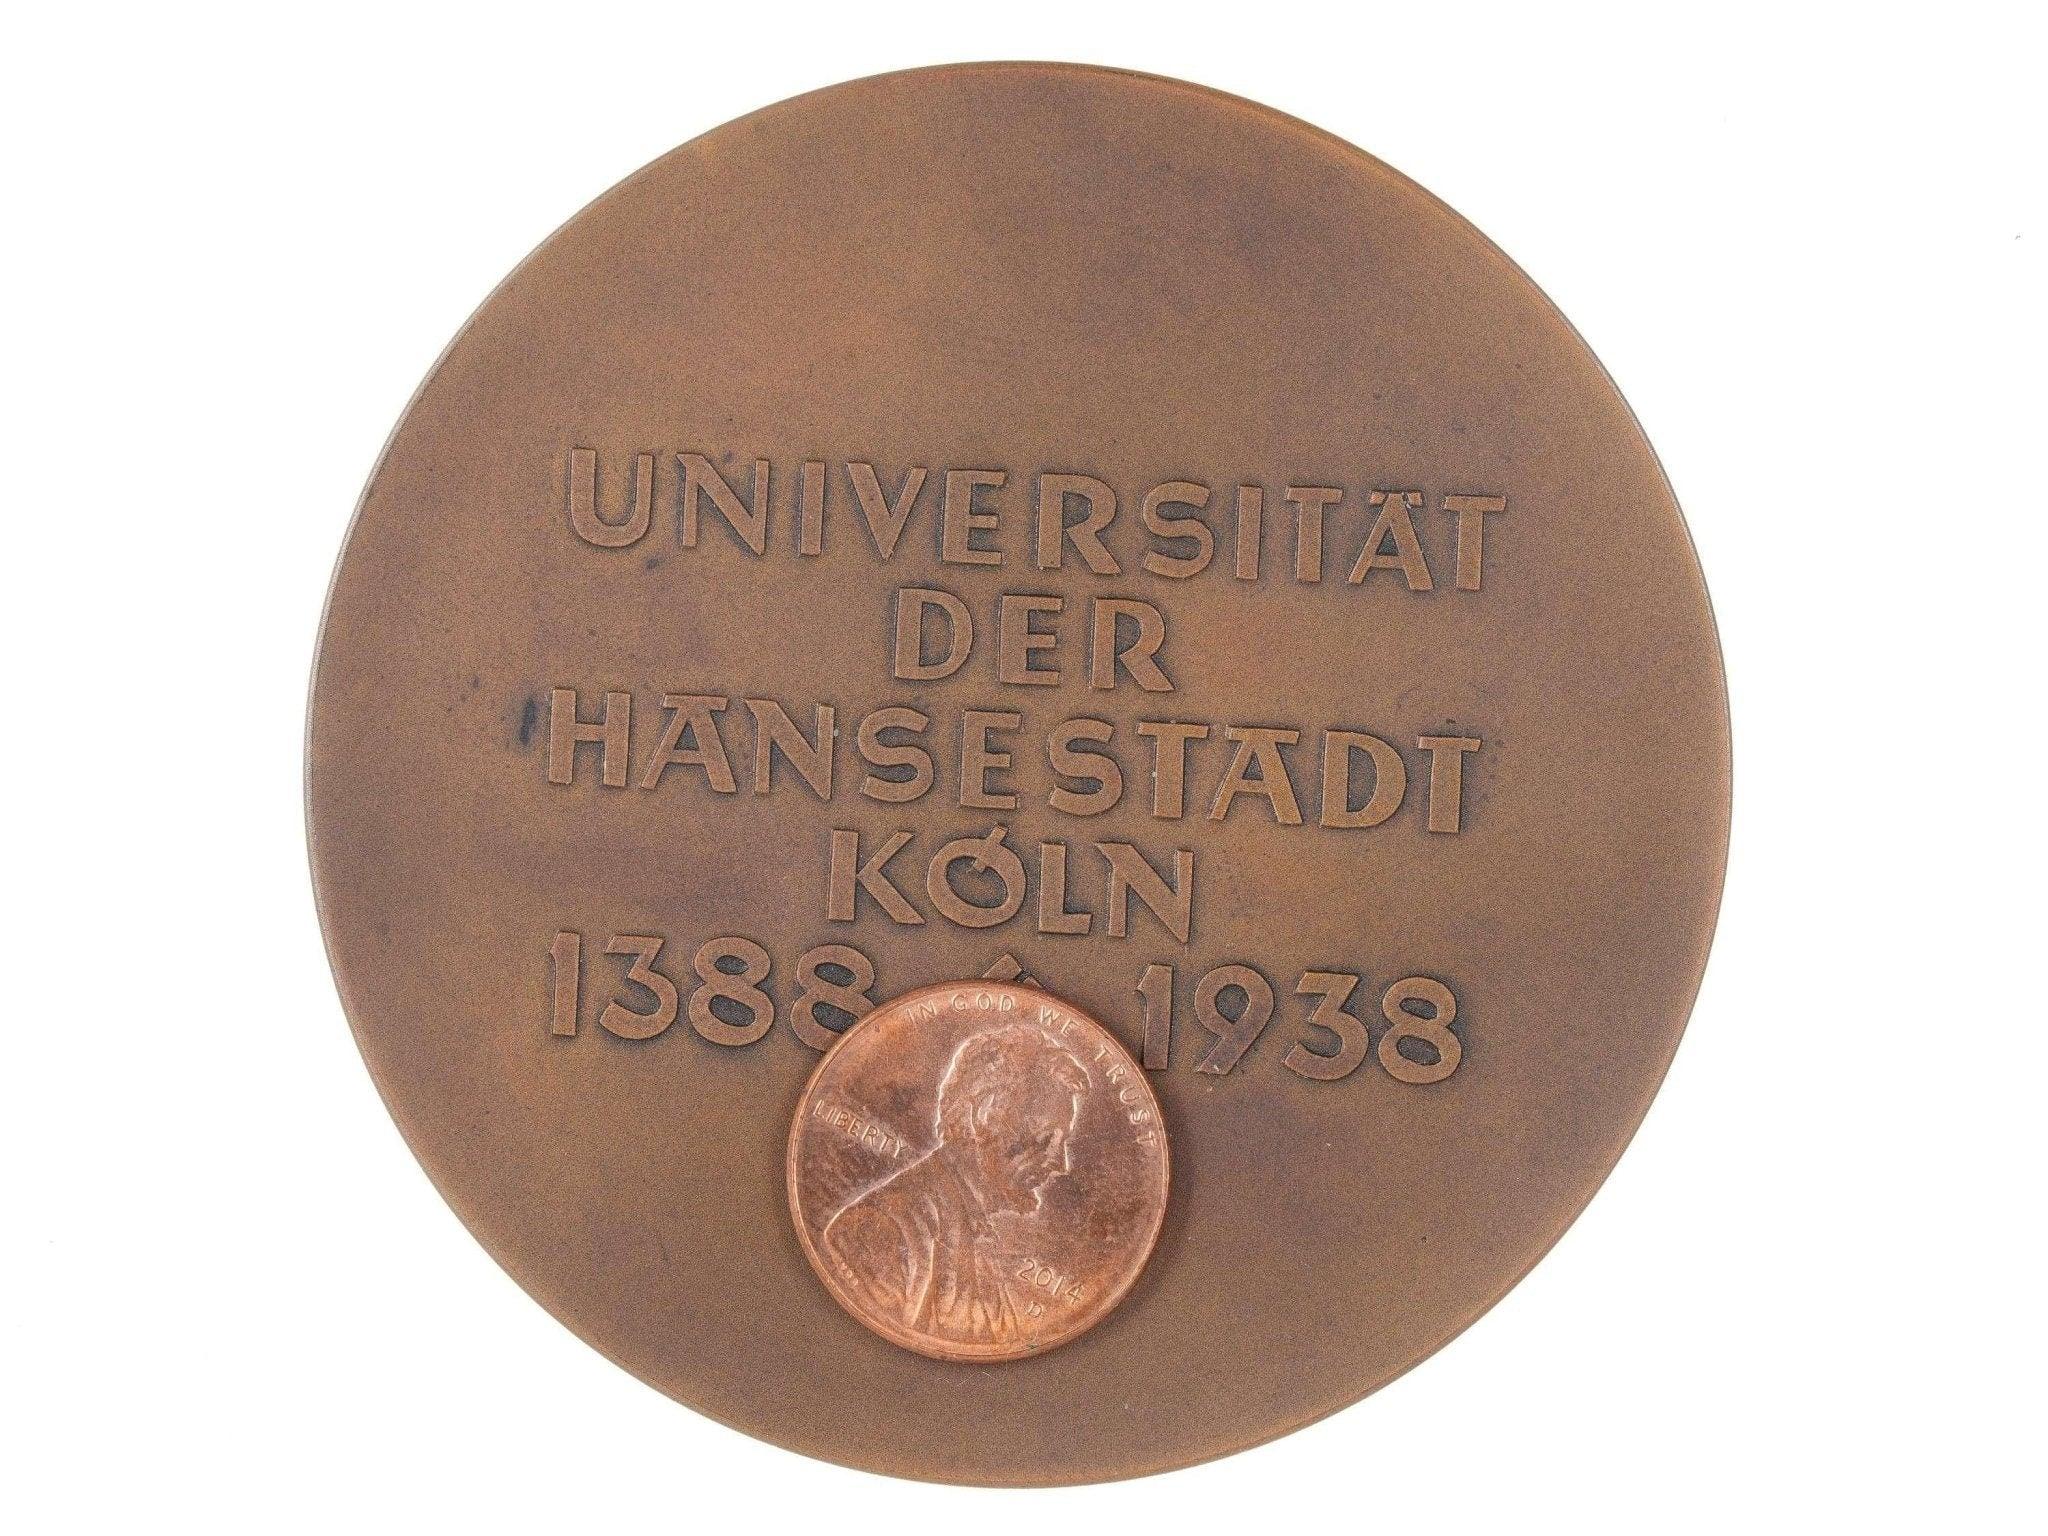 UNIVERSITÄT
DER
HANSESTADT
KÖLN
1388 1938
IN GOD WE TRUST
LIBERTY
2014
D